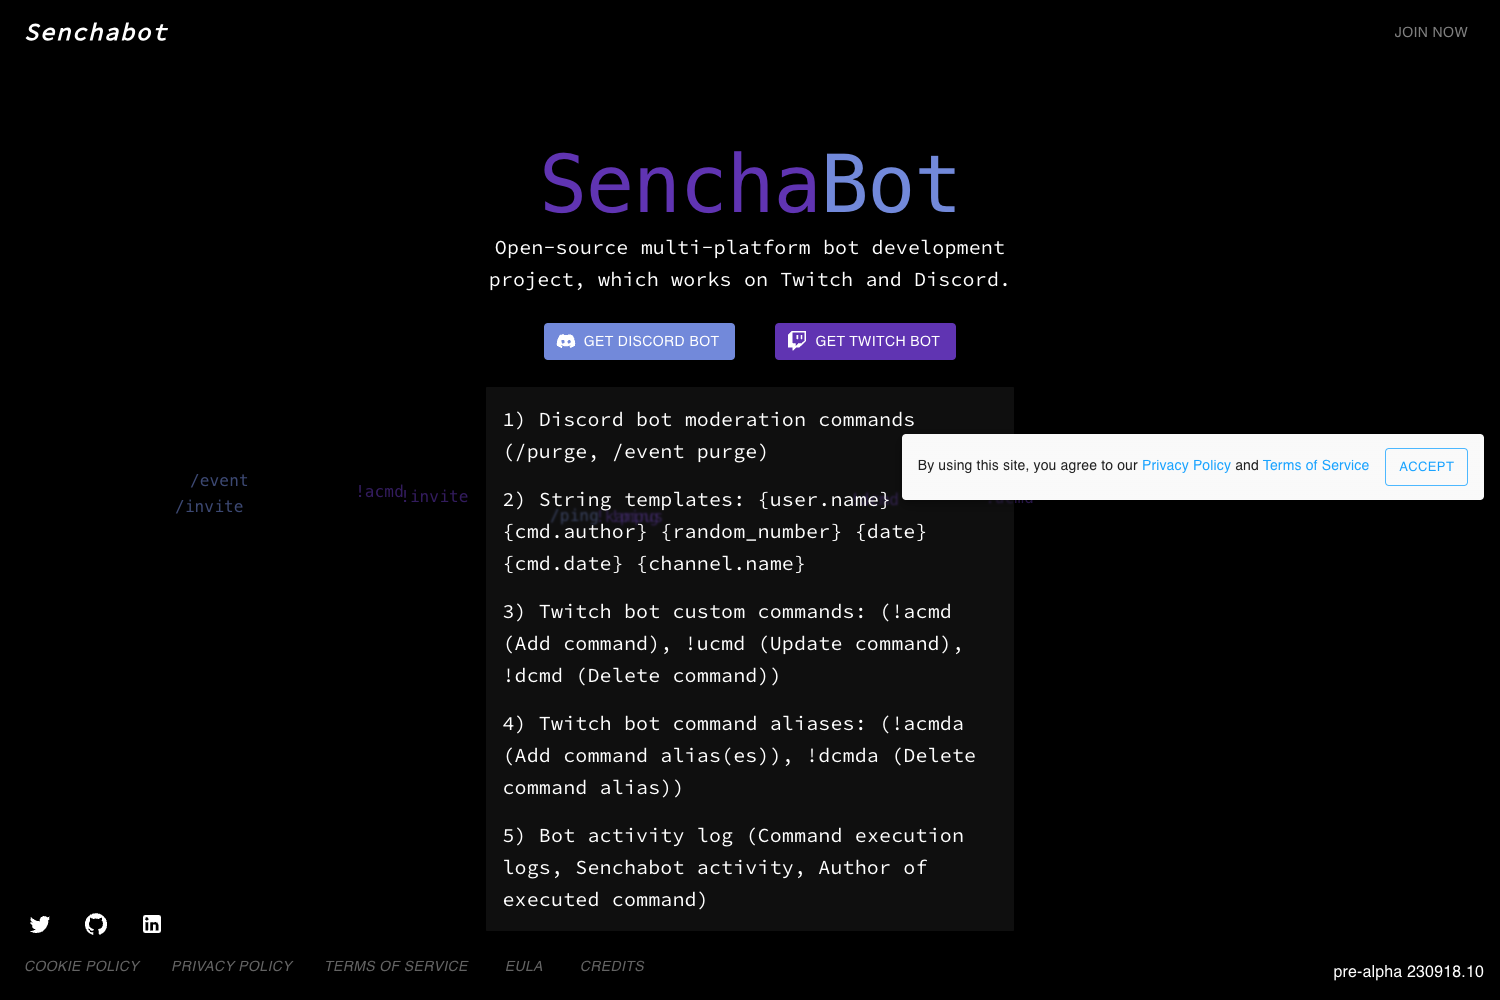 Senchabot
JOIN NOW
SenchaBot
Open-source multi-platform bot development
project, which works on Twitch and Discord.
GET DISCORD BOT
GET TWITCH BOT
1) Discord bot moderation commands
(/purge, /event purge)
2) String templates: {user.name}
{cmd.author} {random_number} {date}
{cmd.date} {channel.name}
3) Twitch bot custom commands: (!acmd
(Add command), !ucmd (Update command),
!dcmd (Delete command))
4) Twitch bot command aliases: (!acmda
(Add command alias(es)), !dcmda (Delete
command alias))
5) Bot activity log (Command execution
logs, Senchabot activity, Author of
executed command)
By using this site, you agree to our Privacy Policy and Terms of Service
ACCEPT
/event
/invite
!acmd
!invite
/ping
COOKIE POLICY
PRIVACY POLICY
TERMS OF SERVICE
EULA
CREDITS
pre-alpha 230918.10